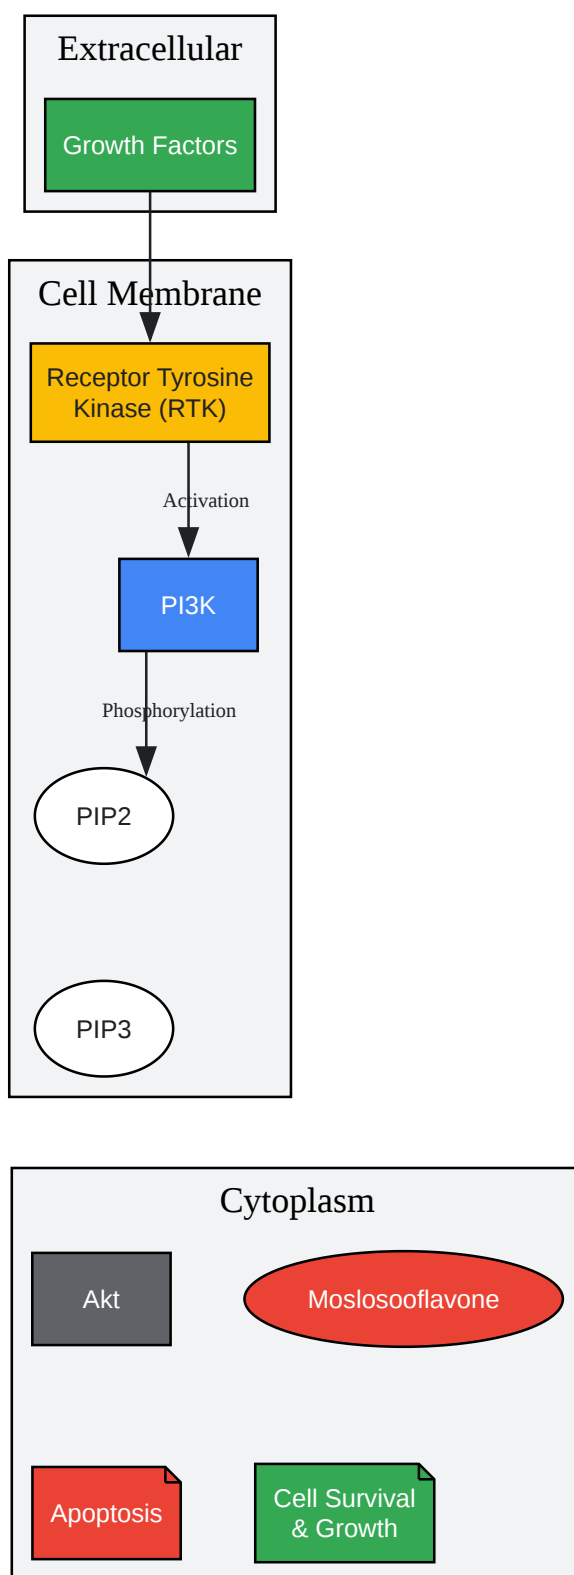 Extracellular
Growth Factors
Cell Membrane
Receptor Tyrosine
Kinase (RTK)
Activation
PI3K
Phosphorylation
PIP2
PIP3
Cytoplasm
Akt
Moslosooflavone
Apoptosis
Cell Survival
& Growth